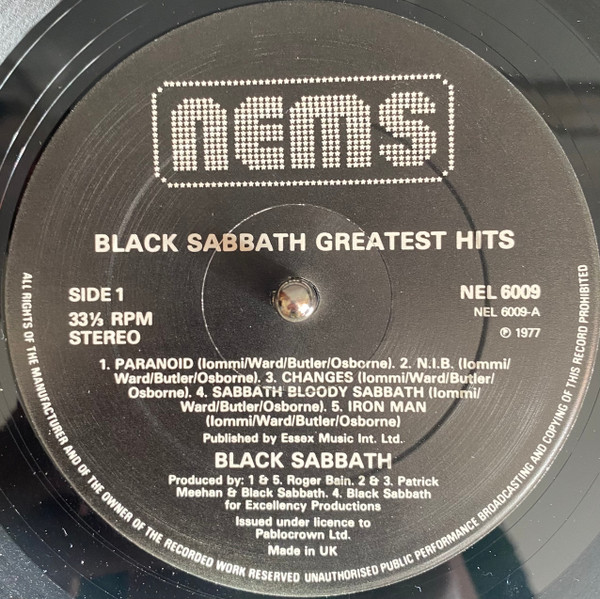 NEMS
BLACK SABBATH GREATEST HITS
SIDE 1
33⅓ RPM
STEREO
NEL 6009
NEL 6009-A
℗ 1977
1. PARANOID (Iommi/Ward/Butler/Osborne). 2. N.I.B. (Iommi/
Ward/Butler/Osborne). 3. CHANGES (Iommi/Ward/Butler/
Osborne). 4. SABBATH BLOODY SABBATH (Iommi/
Ward/Butler/Osborne). 5. IRON MAN
(Iommi/Ward/Butler/Osborne)
Published by Essex Music Int. Ltd.
BLACK SABBATH
Produced by: 1 & 5. Roger Bain. 2 & 3. Patrick
Meehan & Black Sabbath. 4. Black Sabbath
for Excellency Productions
Issued under licence to
Pablocrown Ltd.
Made in UK
ALL RIGHTS OF THE MANUFACTURER AND OF THE OWNER OF THE RECORDED WORK RESERVED UNAUTHORISED PUBLIC PERFORMANCE BROADCASTING AND COPYING OF THIS RECORD PROHIBITED